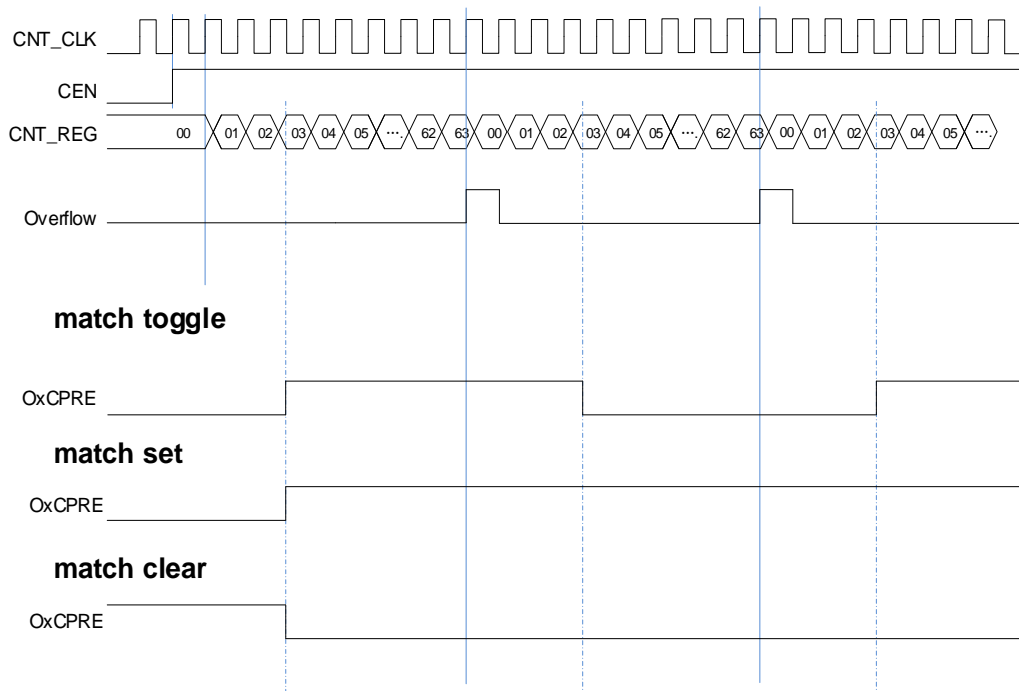 CNT_CLK
CEN
CNT_REG 00 01 02 03 04 05 .... 62 63 00 01 02 03 04 05 .... 62 63 00 01 02 03 04 05 ....
Overflow
match toggle
OxCPRE
match set
OxCPRE
match clear
OxCPRE